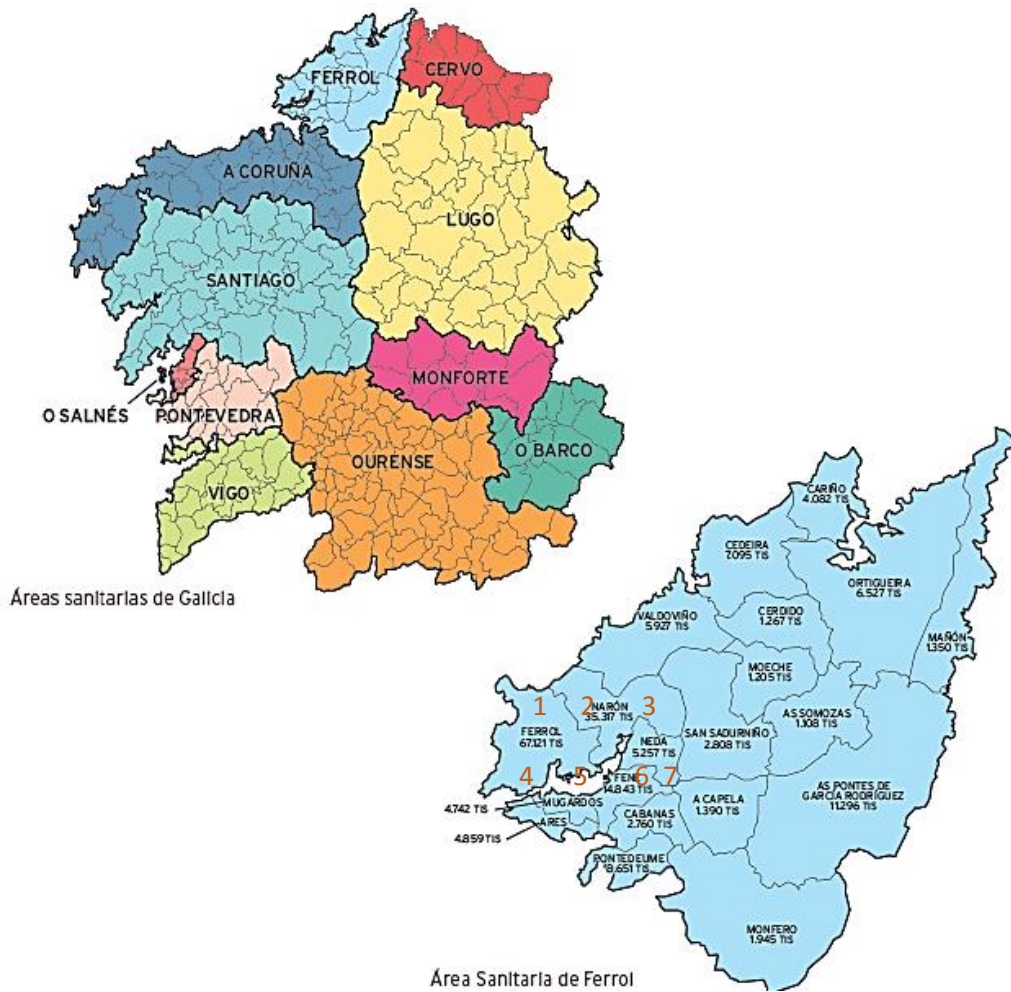 FERROL
CERVO
A CORUÑA
LUGO
SANTIAGO
MONFORTE
O SALNÉS
PONTEVEDRA
O BARCO
OURENSE
VIGO
Áreas sanitarias de Galicia
CARIÑO
4.082 TIS
CEDEIRA
7.095 TIS
ORTIGUEIRA
6.527 TIS
VALDOVIÑO
5.927 TIS
CERDIDO
1.267 TIS
MAÑÓN
1.350 TIS
MOECHE
1.205 TIS
1
2
3
NARÓN
35.317 TIS
AS SOMOZAS
1.108 TIS
FERROL
67.121 TIS
SAN SADURNIÑO
2.808 TIS
NEDA
5.257 TIS
4
5
6
7
FENE
14.843 TIS
AS PONTES DE
GARCÍA RODRÍGUEZ
11.296 TIS
4.742 TIS
MUGARDOS
A CAPELA
1.390 TIS
CABANAS
2.760 TIS
ARES
4.859 TIS
PONTEDEUME
8.651 TIS
MONFERO
1.945 TIS
Área Sanitaria de Ferrol